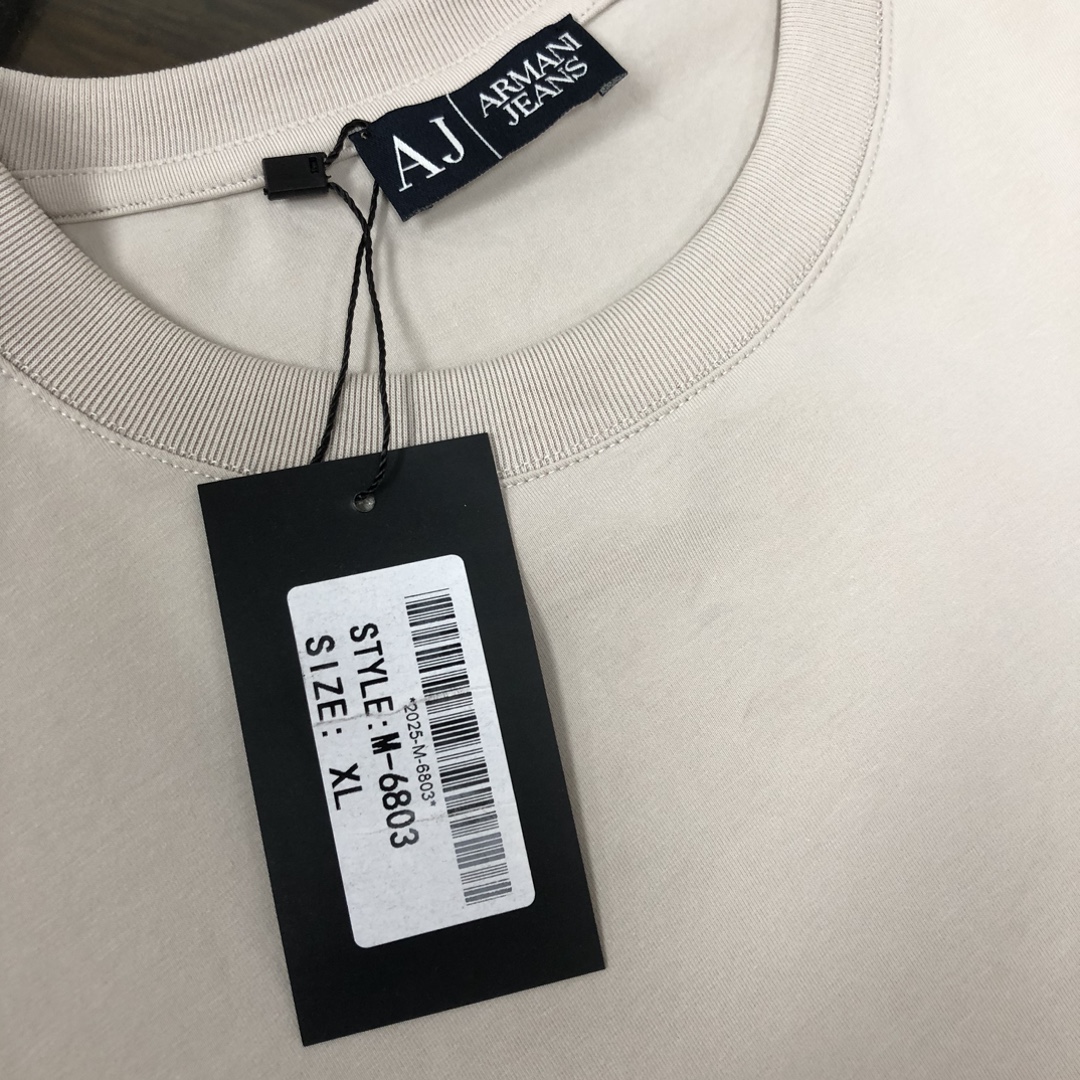 AJ
ARMANI
JEANS
*2025-M-6803*
STYLE:M-6803
SIZE: XL